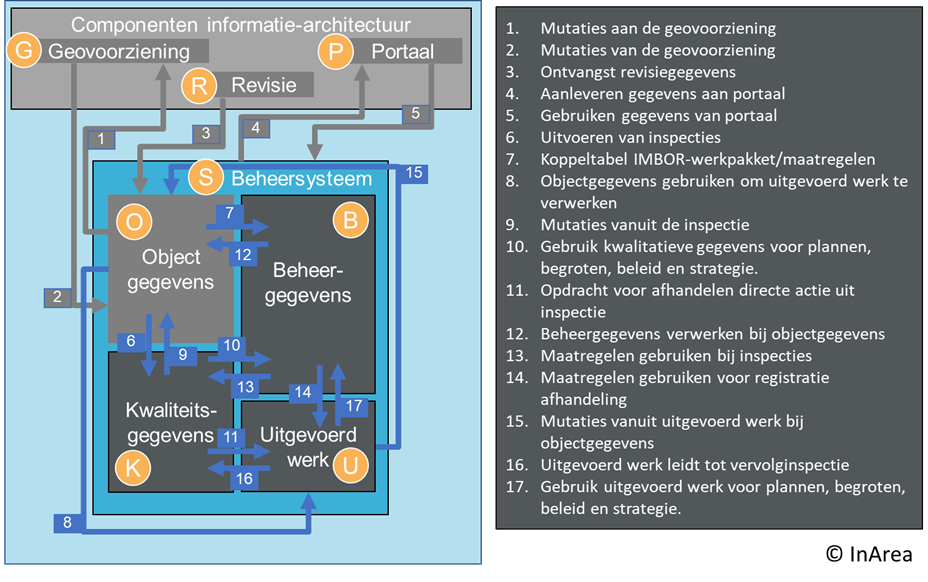 Componenten informatie-architectuur
G Geovoorziening
P Portaal
R Revisie
1
3
4
5
S Beheersysteem
15
O
Object
gegevens
7
12
B
Beheer-
gegevens
2
6
9
10
13
14
17
Kwaliteits-
gegevens
K
11
16
Uitgevoerd
werk
U
8
1. Mutaties aan de geovoorziening
2. Mutaties van de geovoorziening
3. Ontvangst revisiegegevens
4. Aanleveren gegevens aan portaal
5. Gebruiken gegevens van portaal
6. Uitvoeren van inspecties
7. Koppeltabel IMBOR-werkpakket/maatregelen
8. Objectgegevens gebruiken om uitgevoerd werk te
verwerken
9. Mutaties vanuit de inspectie
10. Gebruik kwalitatieve gegevens voor plannen,
begroten, beleid en strategie.
11. Opdracht voor afhandelen directe actie uit
inspectie
12. Beheergegevens verwerken bij objectgegevens
13. Maatregelen gebruiken bij inspecties
14. Maatregelen gebruiken voor registratie
afhandeling
15. Mutaties vanuit uitgevoerd werk bij
objectgegevens
16. Uitgevoerd werk leidt tot vervolginspectie
17. Gebruik uitgevoerd werk voor plannen, begroten,
beleid en strategie.
© InArea